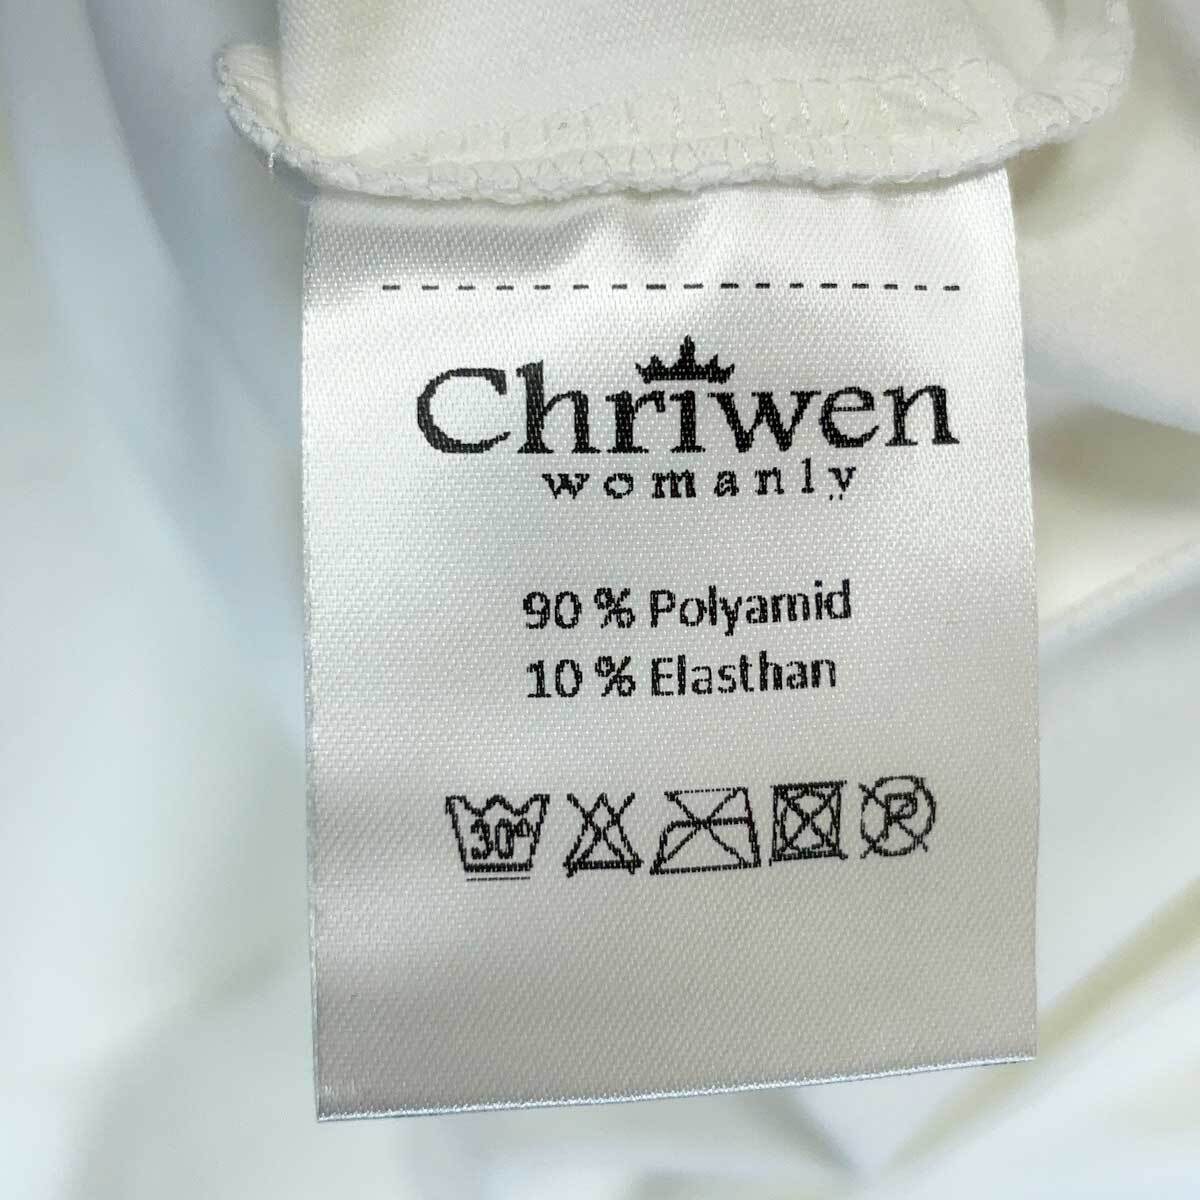 Chriwen
womanly
90 % Polyamid
10 % Elasthan
30°
P